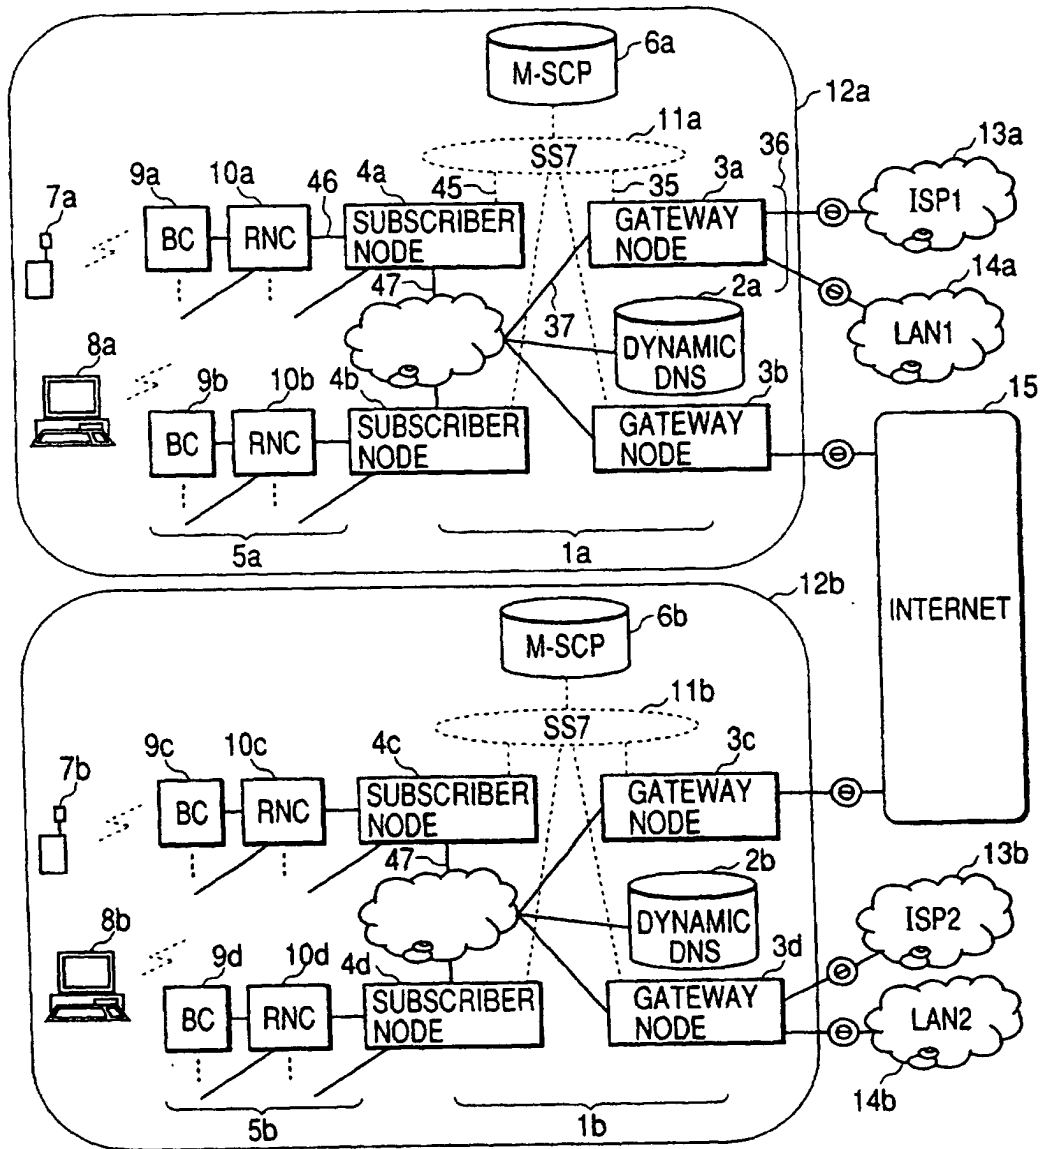 6a
M-SCP
12a
11a
36
13a
SS7
9a
10a
46
4a
45
35
3a
7a
BC
RNC
SUBSCRIBER
NODE
GATEWAY
NODE
ISP1
14a
47
2a
37
LAN1
8a
DYNAMIC
DNS
9b
10b
4b
3b
15
BC
RNC
SUBSCRIBER
NODE
GATEWAY
NODE
5a
1a
12b
INTERNET
6b
M-SCP
11b
SS7
9c
10c
4c
3c
7b
BC
RNC
SUBSCRIBER
NODE
GATEWAY
NODE
47
2b
13b
DYNAMIC
DNS
ISP2
8b
9d
10d
4d
3d
BC
RNC
SUBSCRIBER
NODE
GATEWAY
NODE
LAN2
14b
5b
1b